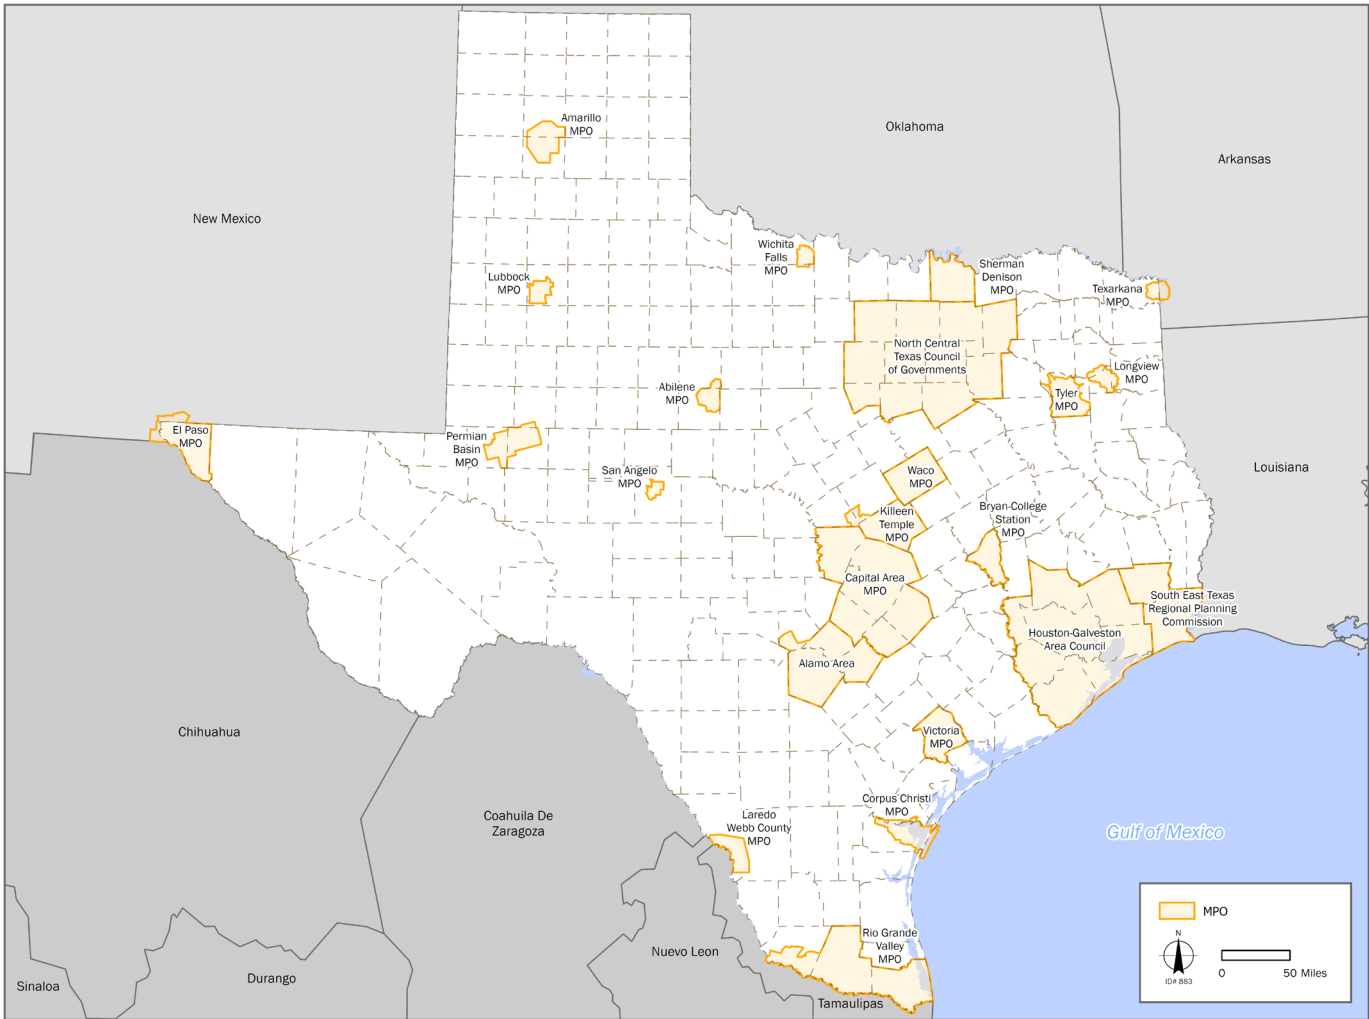 Amarillo
MPO
Oklahoma
Arkansas
New Mexico
Wichita
Falls
MPO
Sherman
Denison
MPO
Lubbock
MPO
Texarkana
MPO
North Central
Texas Council
of Governments
Longview
MPO
Abilene
MPO
Tyler
MPO
El Paso
MPO
Permian
Basin
MPO
San Angelo
MPO
Waco
MPO
Louisiana
Killeen
Temple
MPO
Bryan-College
Station
MPO
Capital Area
MPO
South East Texas
Regional Planning
Commission
Houston-Galveston
Area Council
Alamo Area
Chihuahua
Victoria
MPO
Coahuila De
Zaragoza
Laredo
Webb County
MPO
Corpus Christi
MPO
Gulf of Mexico
Rio Grande
Valley
MPO
Nuevo Leon
Durango
Sinaloa
Tamaulipas
MPO
N
ID# 883
0
50 Miles